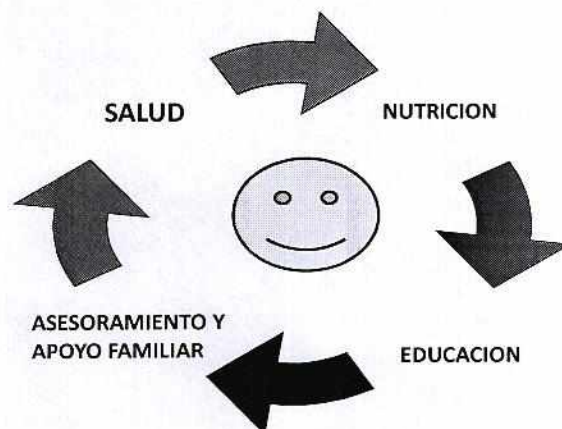 SALUD
NUTRICION
ASESORAMIENTO Y
APOYO FAMILIAR
EDUCACION